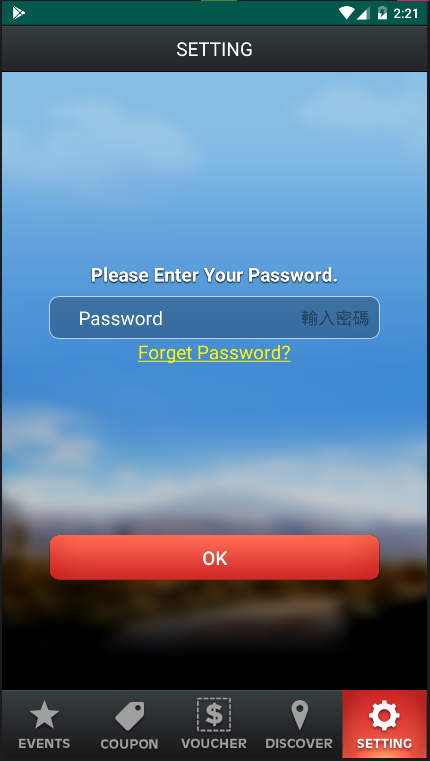 2:21
SETTING
Please Enter Your Password.
Password 輸入密碼
Forget Password?
OK
EVENTS COUPON VOUCHER DISCOVER SETTING